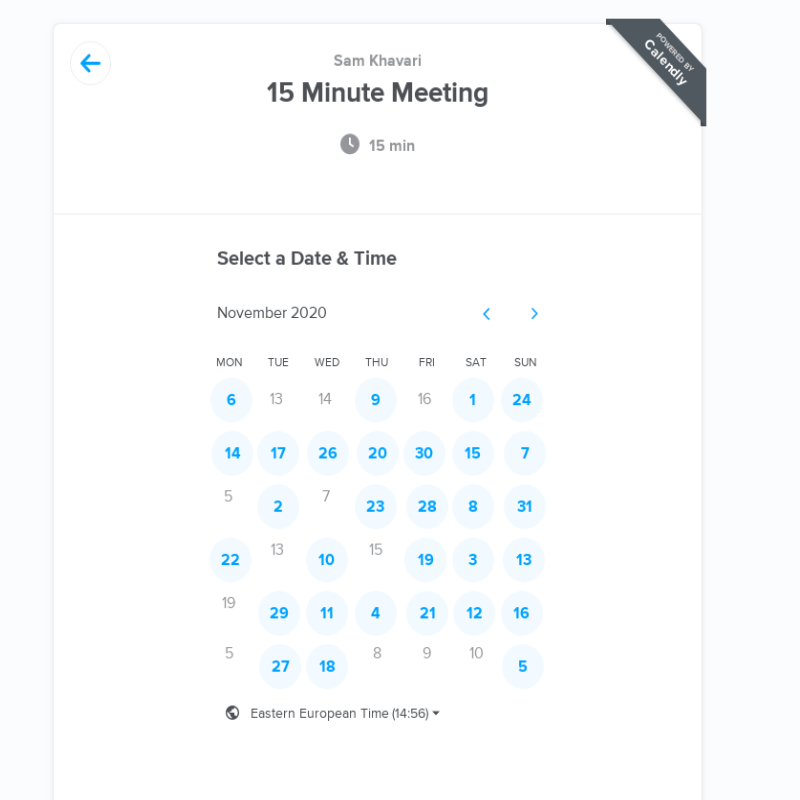 POWERED BY
Calendly
Sam Khavari
15 Minute Meeting
15 min
Select a Date & Time
November 2020
MON TUE WED THU FRI SAT SUN
6 13 14 9 16 1 24
14 17 26 20 30 15 7
5 2 7 23 28 8 31
22 13 10 15 19 3 13
19 29 11 4 21 12 16
5 27 18 8 9 10 5
Eastern European Time (14:56)